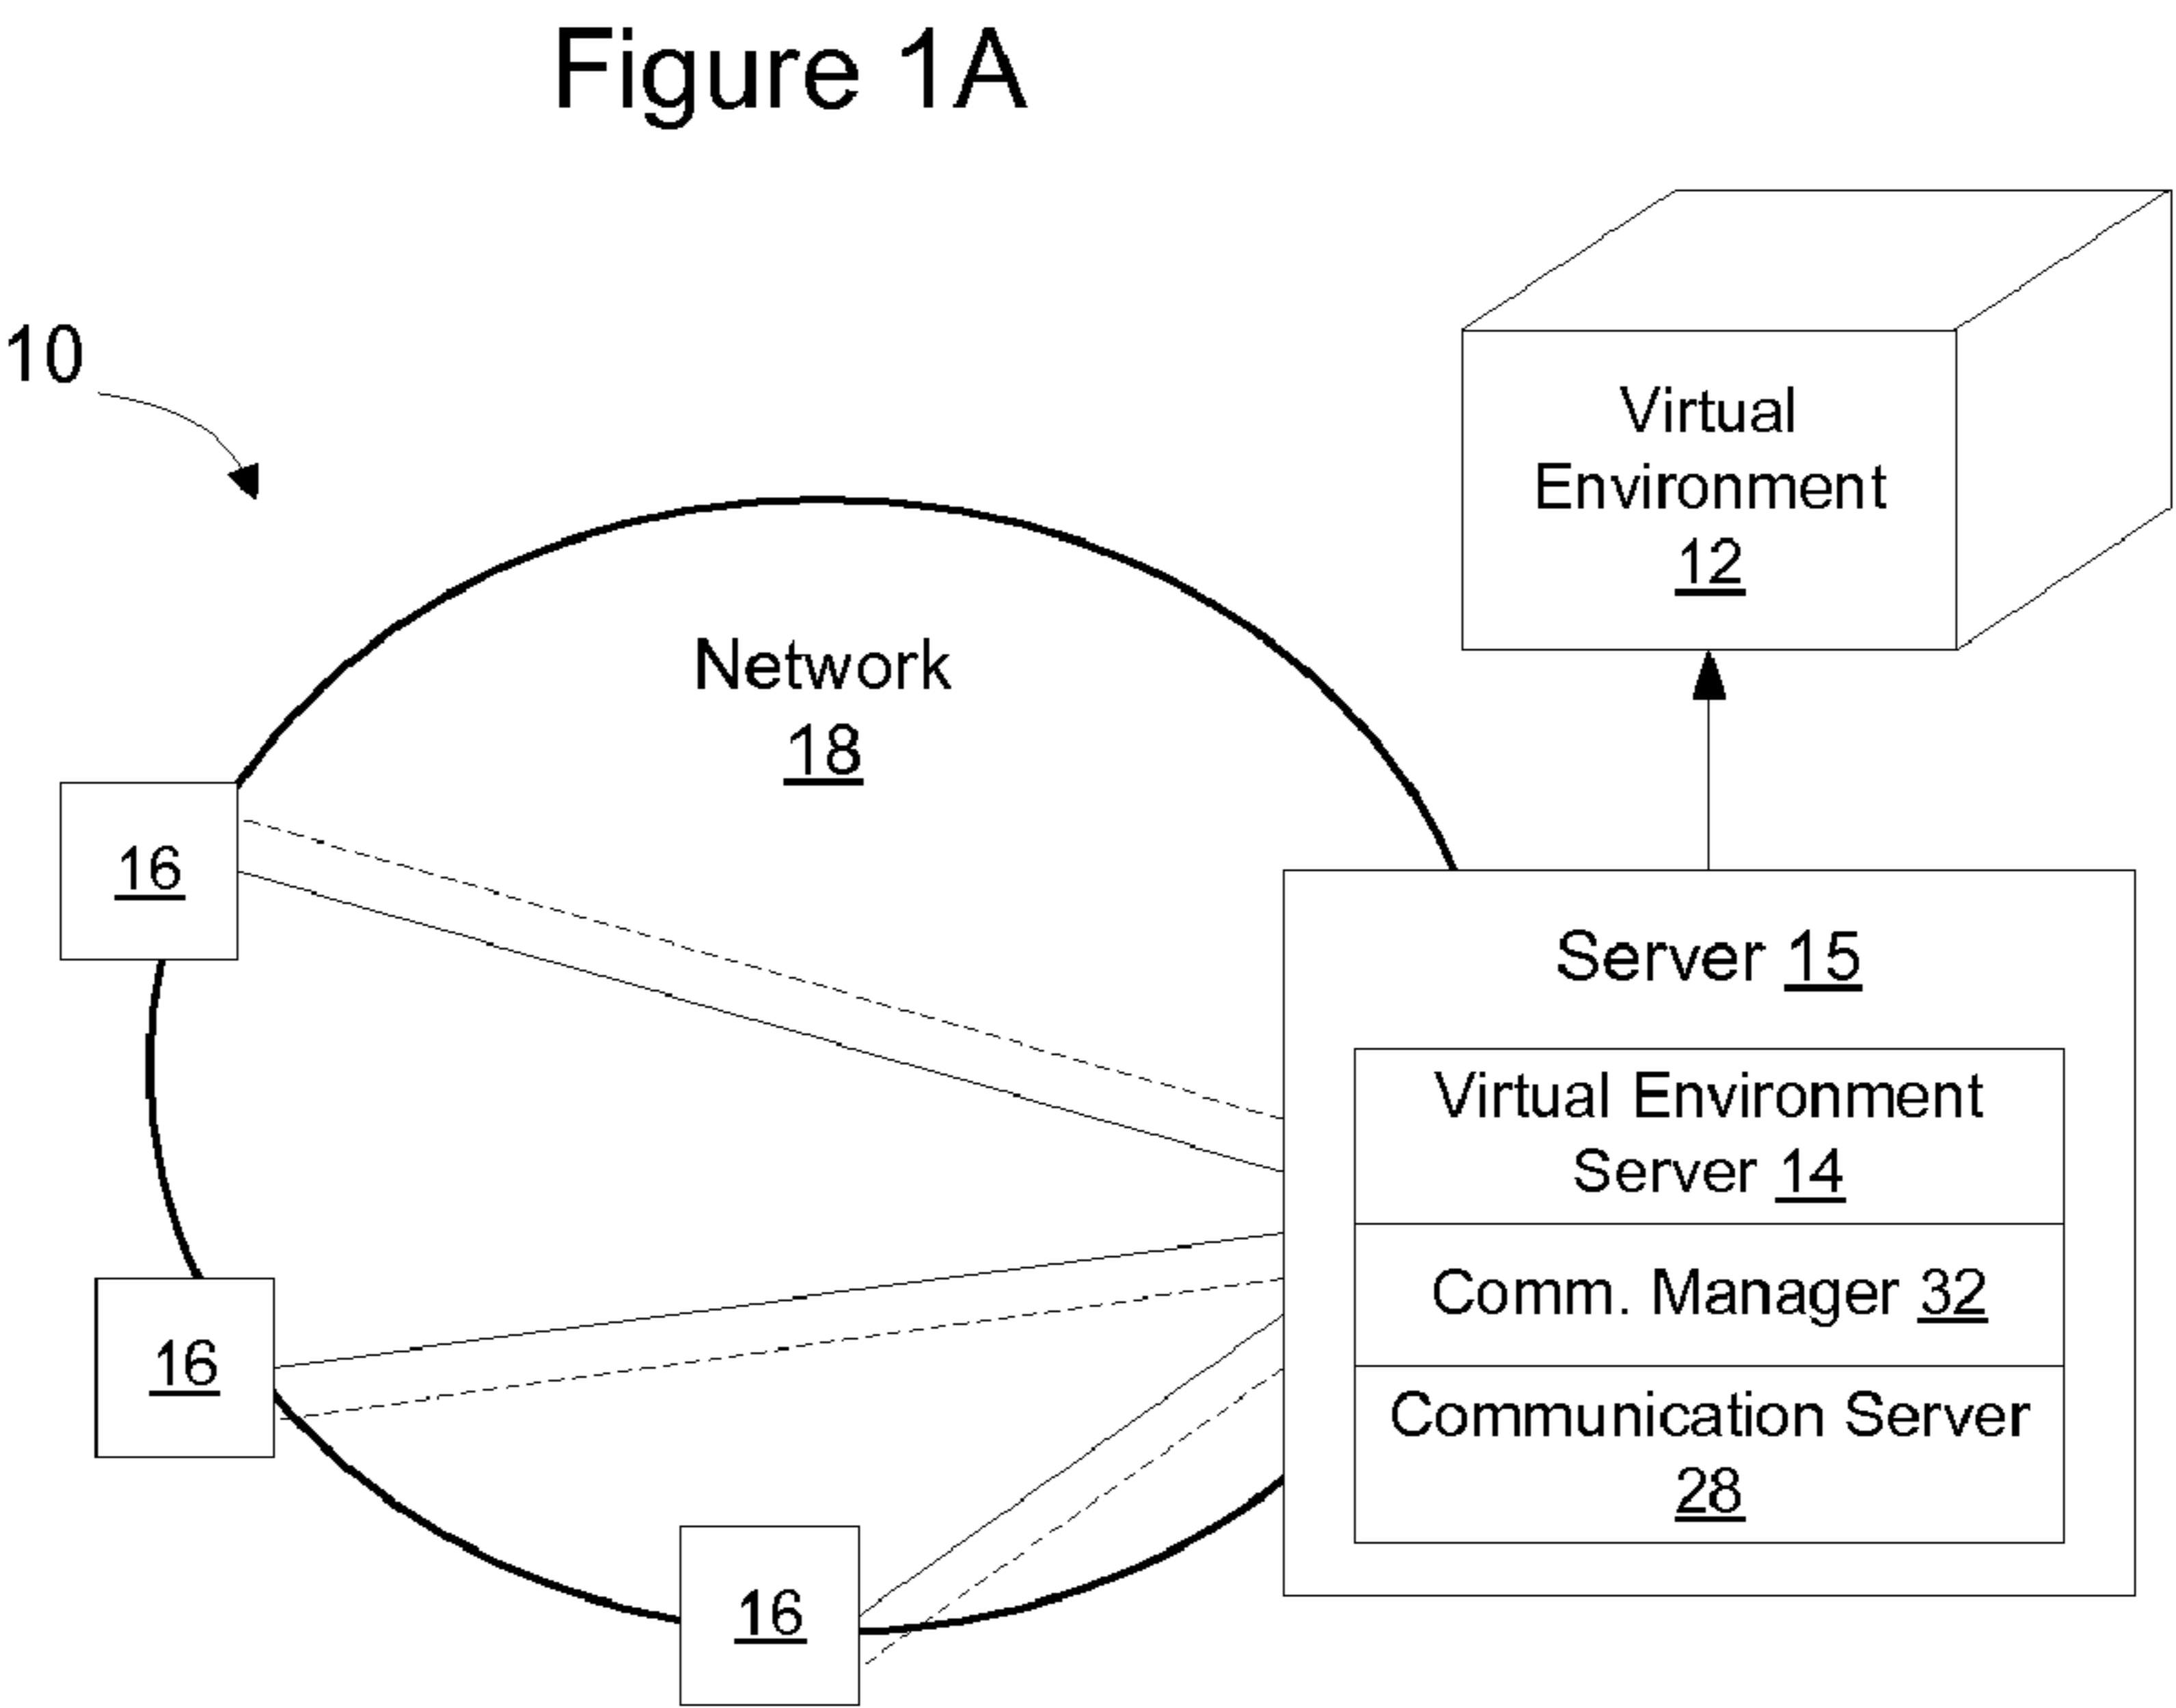 Figure 1A
10
Virtual
Environment
12
Network
18
16
Server 15
Virtual Environment
Server 14
Comm. Manager 32
Communication Server
28
16
16